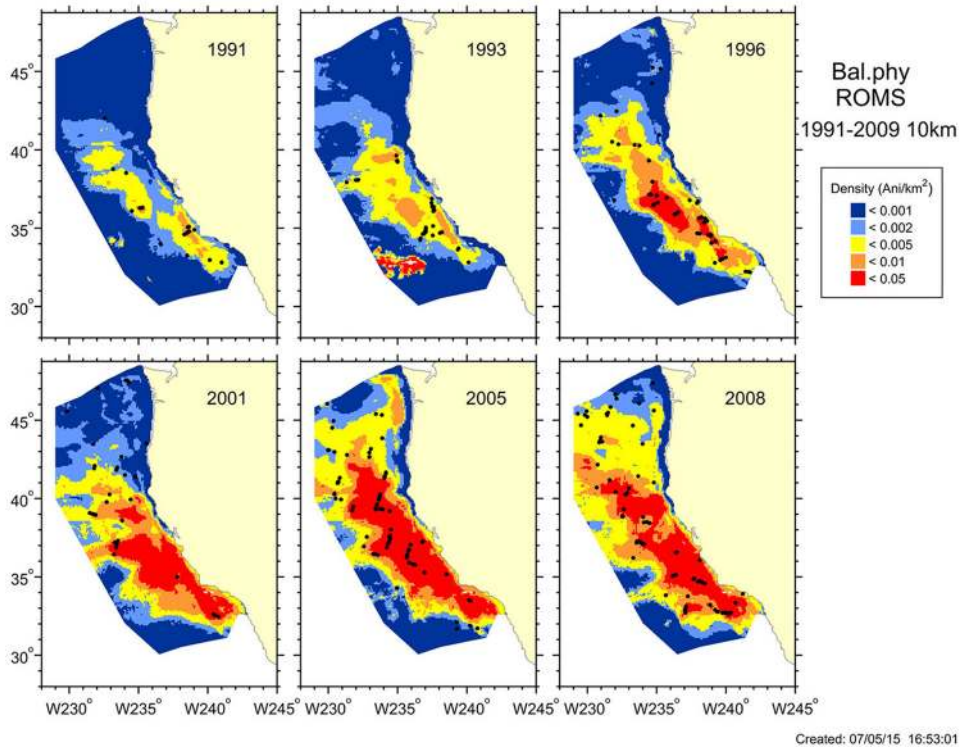 1991
1993
1996
Bal.phy
ROMS
1991-2009 10km
45°
40°
35°
30°
Density (Ani/km²)
< 0.001
< 0.002
< 0.005
< 0.01
< 0.05
2001
2005
2008
45°
40°
35°
30°
W230° W235° W240° W245°
W230° W235° W240° W245°
W230° W235° W240° W245°
Created: 07/05/15 16:53:01